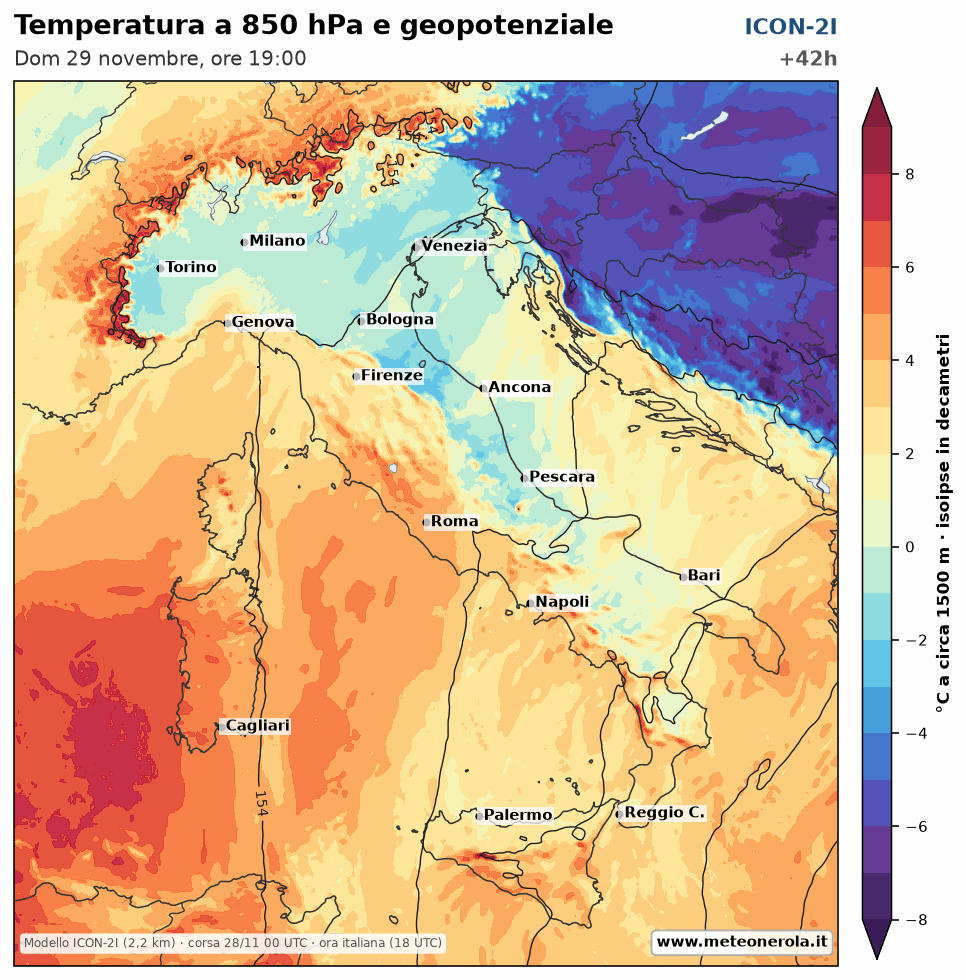 Temperatura a 850 hPa e geopotenziale
ICON-2I
Dom 29 novembre, ore 19:00
+42h
154
154
Milano
Venezia
Torino
Genova
Bologna
Firenze
Ancona
Pescara
Roma
Bari
Napoli
Cagliari
154
Palermo
Reggio C.
8
6
4
2
0
−2
−4
−6
−8
°C a circa 1500 m · isoipse in decametri
Modello ICON-2I (2,2 km) · corsa 28/11 00 UTC · ora italiana (18 UTC)
www.meteonerola.it